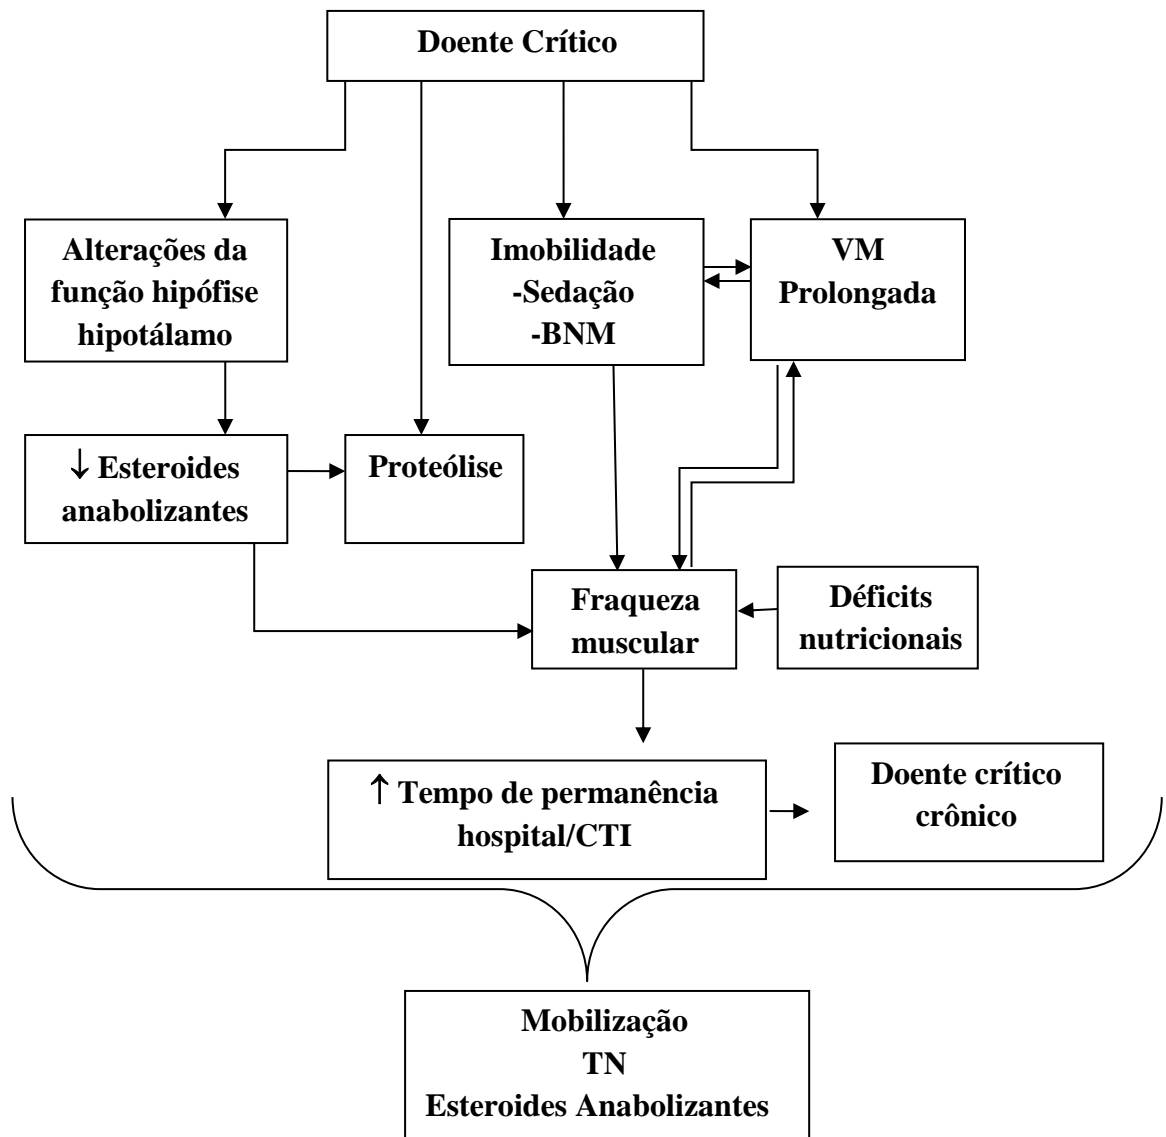 Doente Crítico
Alterações da
função hipófise
hipotálamo
Imobilidade
-Sedação
-BNM
VM
Prolongada
↓ Esteroides
anabolizantes
Proteólise
Fraqueza
muscular
Déficits
nutricionais
↑ Tempo de permanência
hospital/CTI
Doente crítico
crônico
Mobilização
TN
Esteroides Anabolizantes